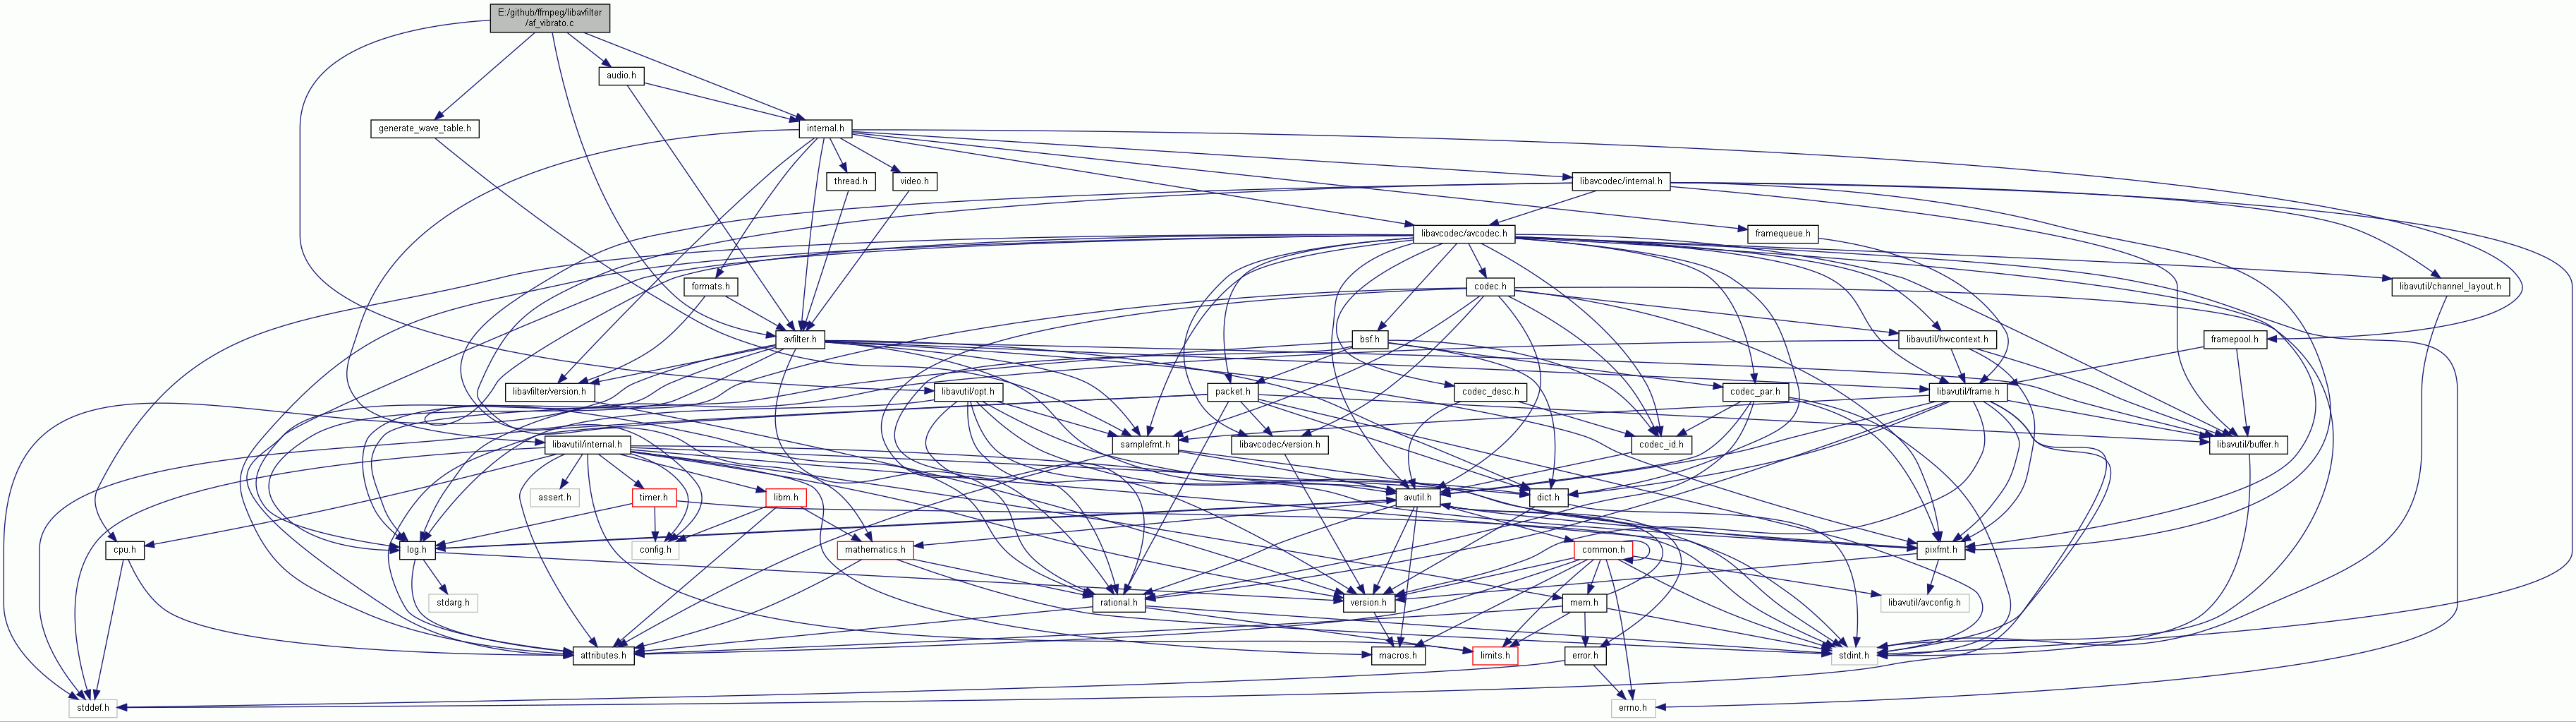 E:/github/ffmpeg/libavfilter
/af_vibrato.c
audio.h
generate_wave_table.h
internal.h
thread.h
video.h
libavcodec/internal.h
libavcodec/avcodec.h
framequeue.h
formats.h
codec.h
libavutil/channel_layout.h
avfilter.h
bsf.h
libavutil/hwcontext.h
framepool.h
libavfilter/version.h
libavutil/opt.h
packet.h
codec_desc.h
codec_par.h
libavutil/frame.h
libavutil/internal.h
samplefmt.h
libavcodec/version.h
codec_id.h
libavutil/buffer.h
assert.h
timer.h
libm.h
avutil.h
dict.h
cpu.h
log.h
config.h
mathematics.h
common.h
pixfmt.h
stdarg.h
rational.h
version.h
mem.h
libavutil/avconfig.h
attributes.h
macros.h
limits.h
error.h
stdint.h
stddef.h
errno.h